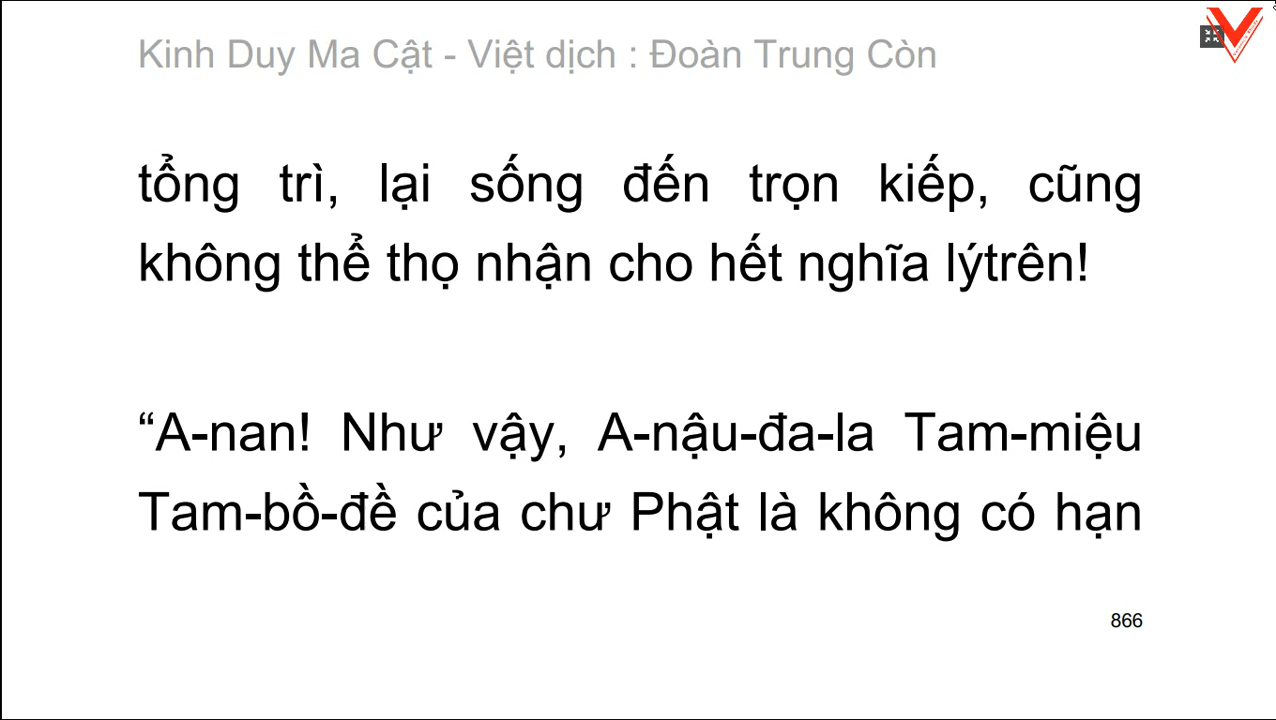 Kinh Duy Ma Cật - Việt dịch : Đoàn Trung Còn
tổng trì, lại sống đến trọn kiếp, cũng
không thể thọ nhận cho hết nghĩa lýtrên!
“A-nan! Như vậy, A-nậu-đa-la Tam-miệu
Tam-bồ-đề của chư Phật là không có hạn
866